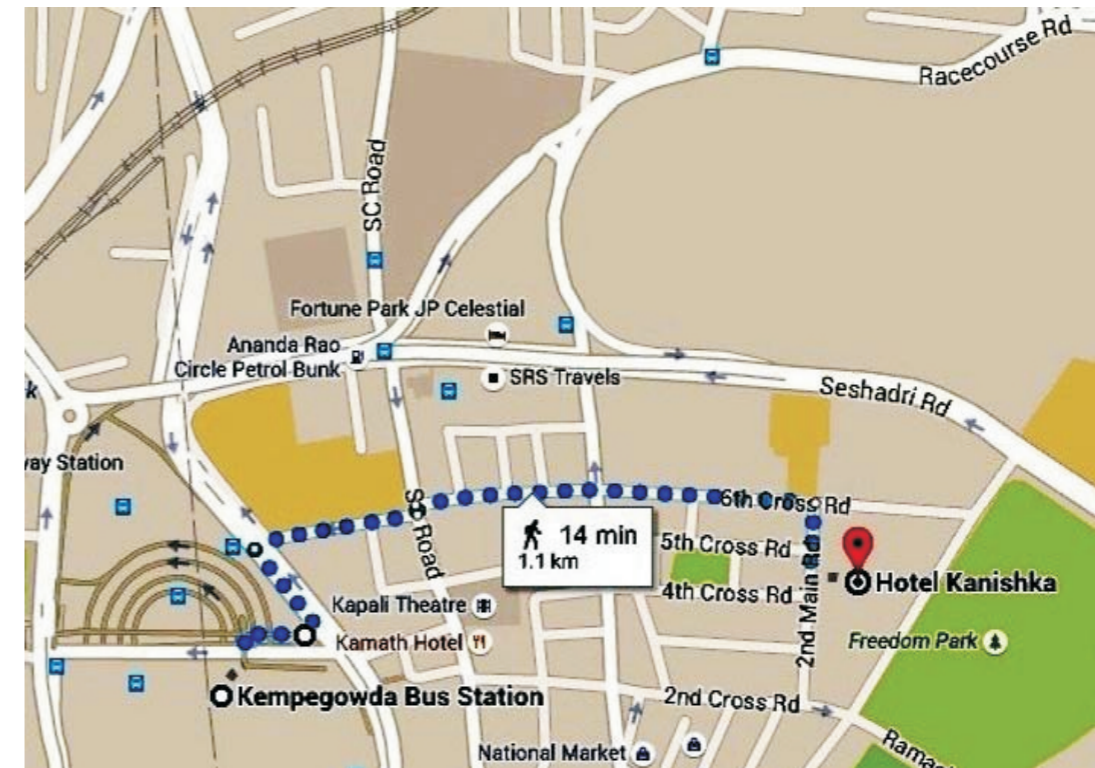 Racecourse Rd
SC Road
Fortune Park JP Celestial
Ananda Rao
Circle Petrol Bunk
SRS Travels
Seshadri Rd
k
way Station
6th Cross Rd
SC Road
14 min
1.1 km
5th Cross Rd
4th Cross Rd
2nd Main Rd
Hotel Kanishka
Kapali Theatre
Kamath Hotel
Freedom Park
Kempegowda Bus Station
2nd Cross Rd
National Market